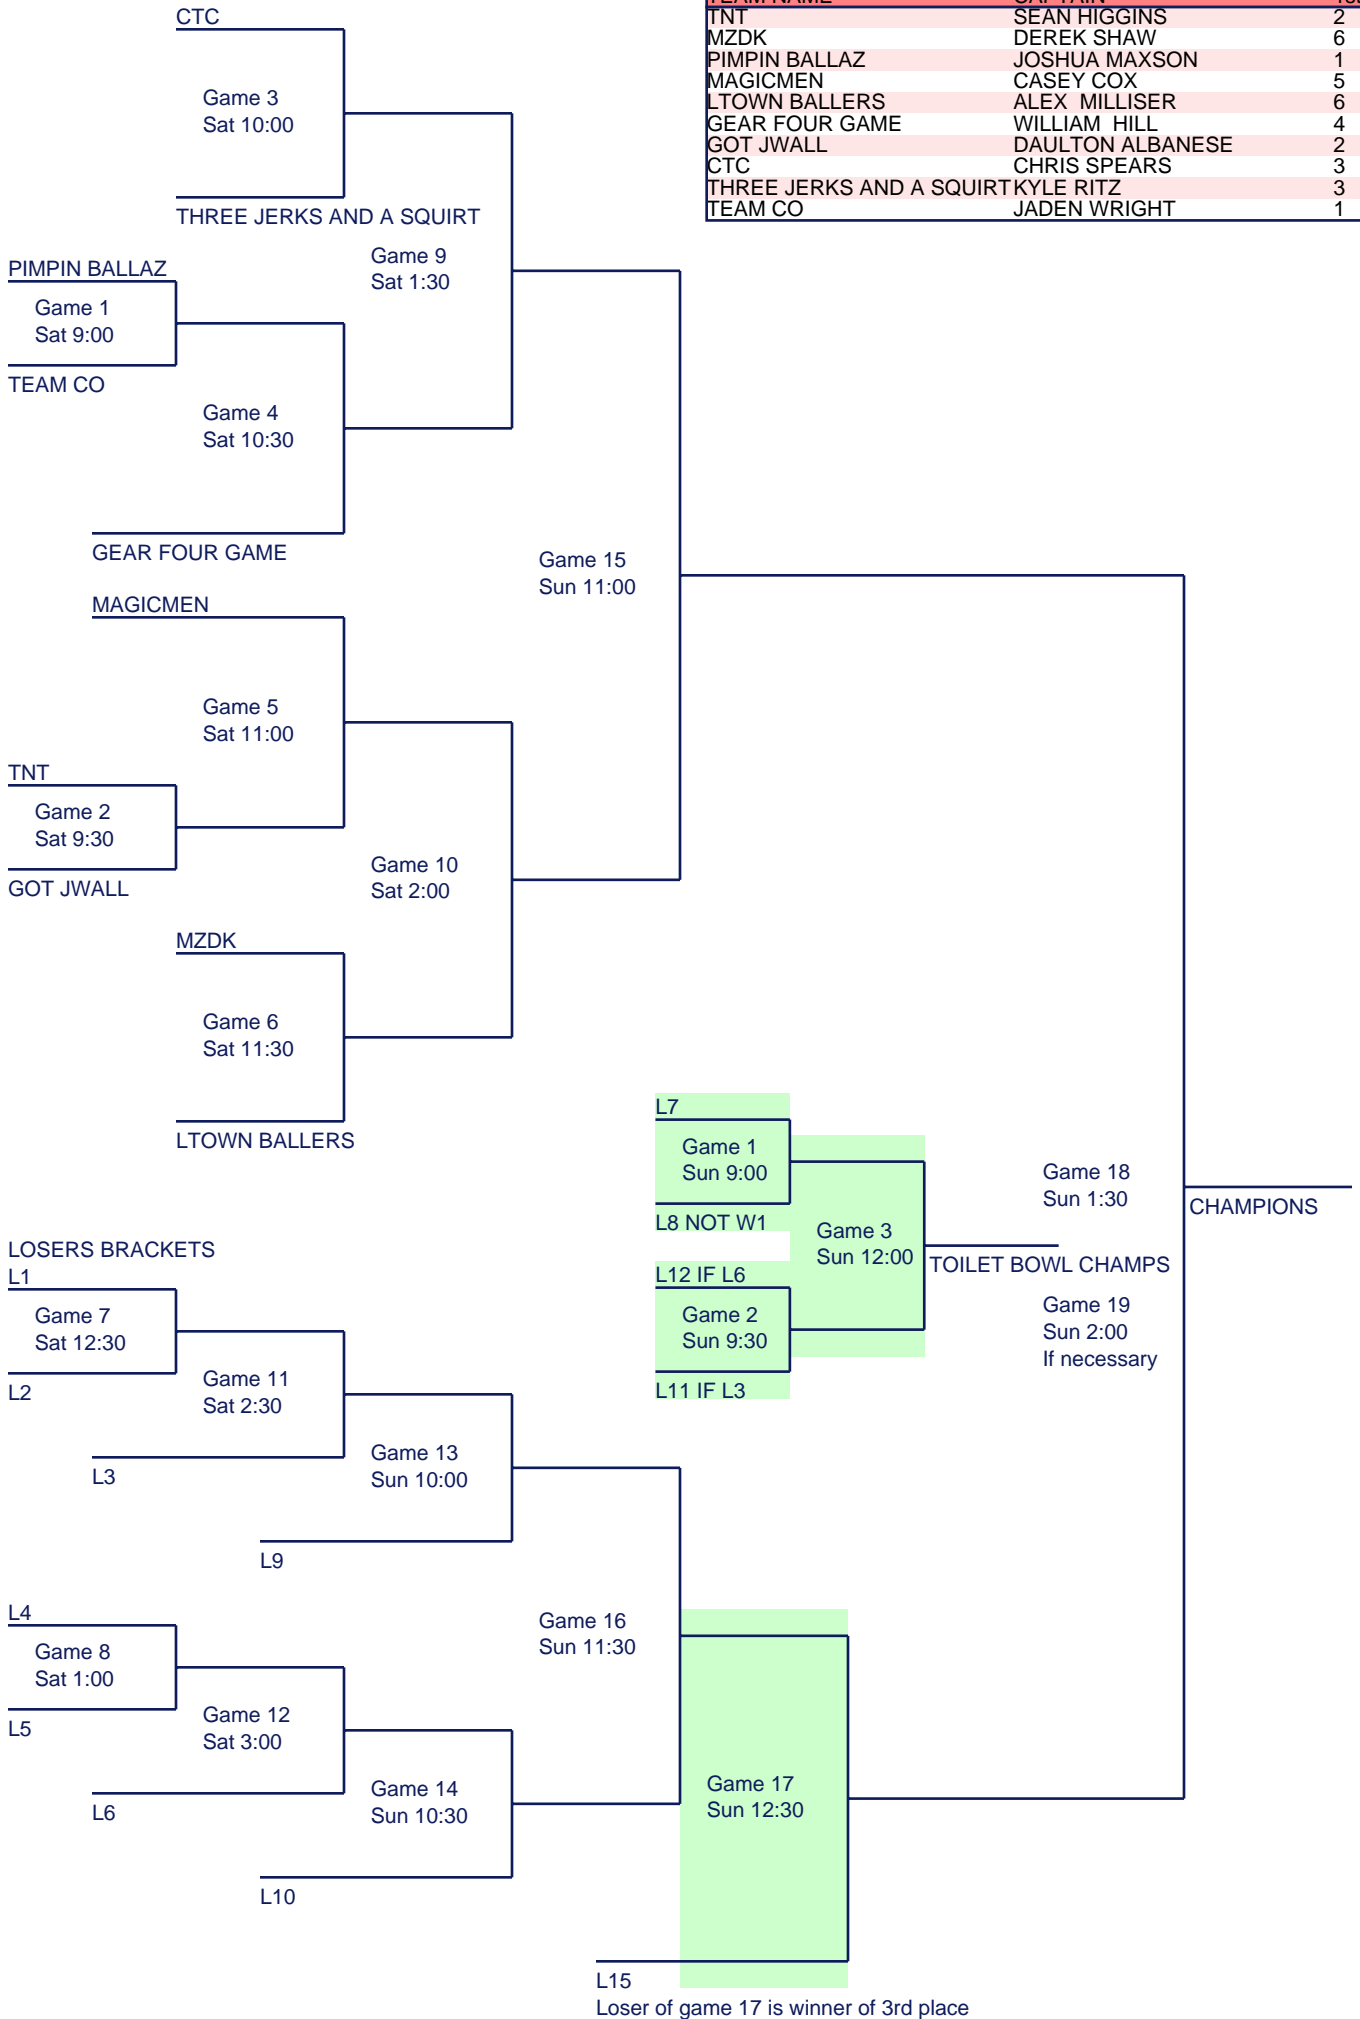 CTC
TNT SEAN HIGGINS 2
MZDK DEREK SHAW 6
PIMPIN BALLAZ JOSHUA MAXSON 1
MAGICMEN CASEY COX 5
LTOWN BALLERS ALEX MILLISER 6
GEAR FOUR GAME WILLIAM HILL 4
GOT JWALL DAULTON ALBANESE 2
CTC CHRIS SPEARS 3
THREE JERKS AND A SQUIRT KYLE RITZ 3
TEAM CO JADEN WRIGHT 1
Game 3
Sat 10:00
THREE JERKS AND A SQUIRT
Game 9
Sat 1:30
PIMPIN BALLAZ
Game 1
Sat 9:00
TEAM CO
Game 4
Sat 10:30
GEAR FOUR GAME
Game 15
Sun 11:00
MAGICMEN
Game 5
Sat 11:00
TNT
Game 2
Sat 9:30
GOT JWALL
Game 10
Sat 2:00
MZDK
Game 6
Sat 11:30
LTOWN BALLERS
L7
Game 1
Sun 9:00
L8 NOT W1
Game 3
Sun 12:00
L12 IF L6
Game 2
Sun 9:30
L11 IF L3
TOILET BOWL CHAMPS
Game 18
Sun 1:30
CHAMPIONS
Game 19
Sun 2:00
If necessary
LOSERS BRACKETS
L1
Game 7
Sat 12:30
L2
Game 11
Sat 2:30
L3
Game 13
Sun 10:00
L9
L4
Game 8
Sat 1:00
L5
Game 12
Sat 3:00
L6
Game 14
Sun 10:30
L10
Game 16
Sun 11:30
Game 17
Sun 12:30
L15
Loser of game 17 is winner of 3rd place